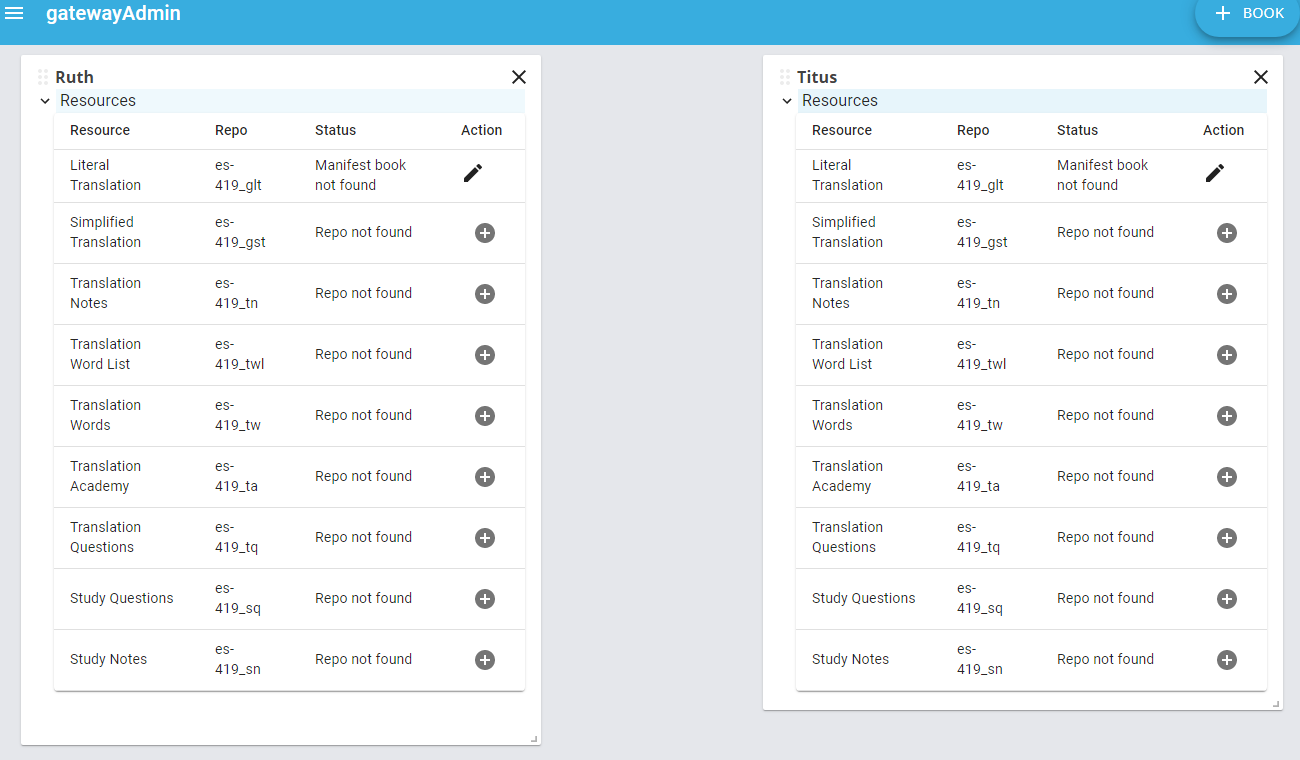 gatewayAdmin
+ BOOK
Ruth
Resources
Resource Repo Status Action
Literal es- Manifest book
Translation 419_glt not found
Simplified es-
Translation 419_gst Repo not found
Translation es-
Notes 419_tn Repo not found
Translation es-
Word List 419_twl Repo not found
Translation es-
Words 419_tw Repo not found
Translation es-
Academy 419_ta Repo not found
Translation es-
Questions 419_tq Repo not found
Study Questions es-
419_sq Repo not found
Study Notes es-
419_sn Repo not found
Titus
Resources
Resource Repo Status Action
Literal es- Manifest book
Translation 419_glt not found
Simplified es-
Translation 419_gst Repo not found
Translation es-
Notes 419_tn Repo not found
Translation es-
Word List 419_twl Repo not found
Translation es-
Words 419_tw Repo not found
Translation es-
Academy 419_ta Repo not found
Translation es-
Questions 419_tq Repo not found
Study Questions es-
419_sq Repo not found
Study Notes es-
419_sn Repo not found